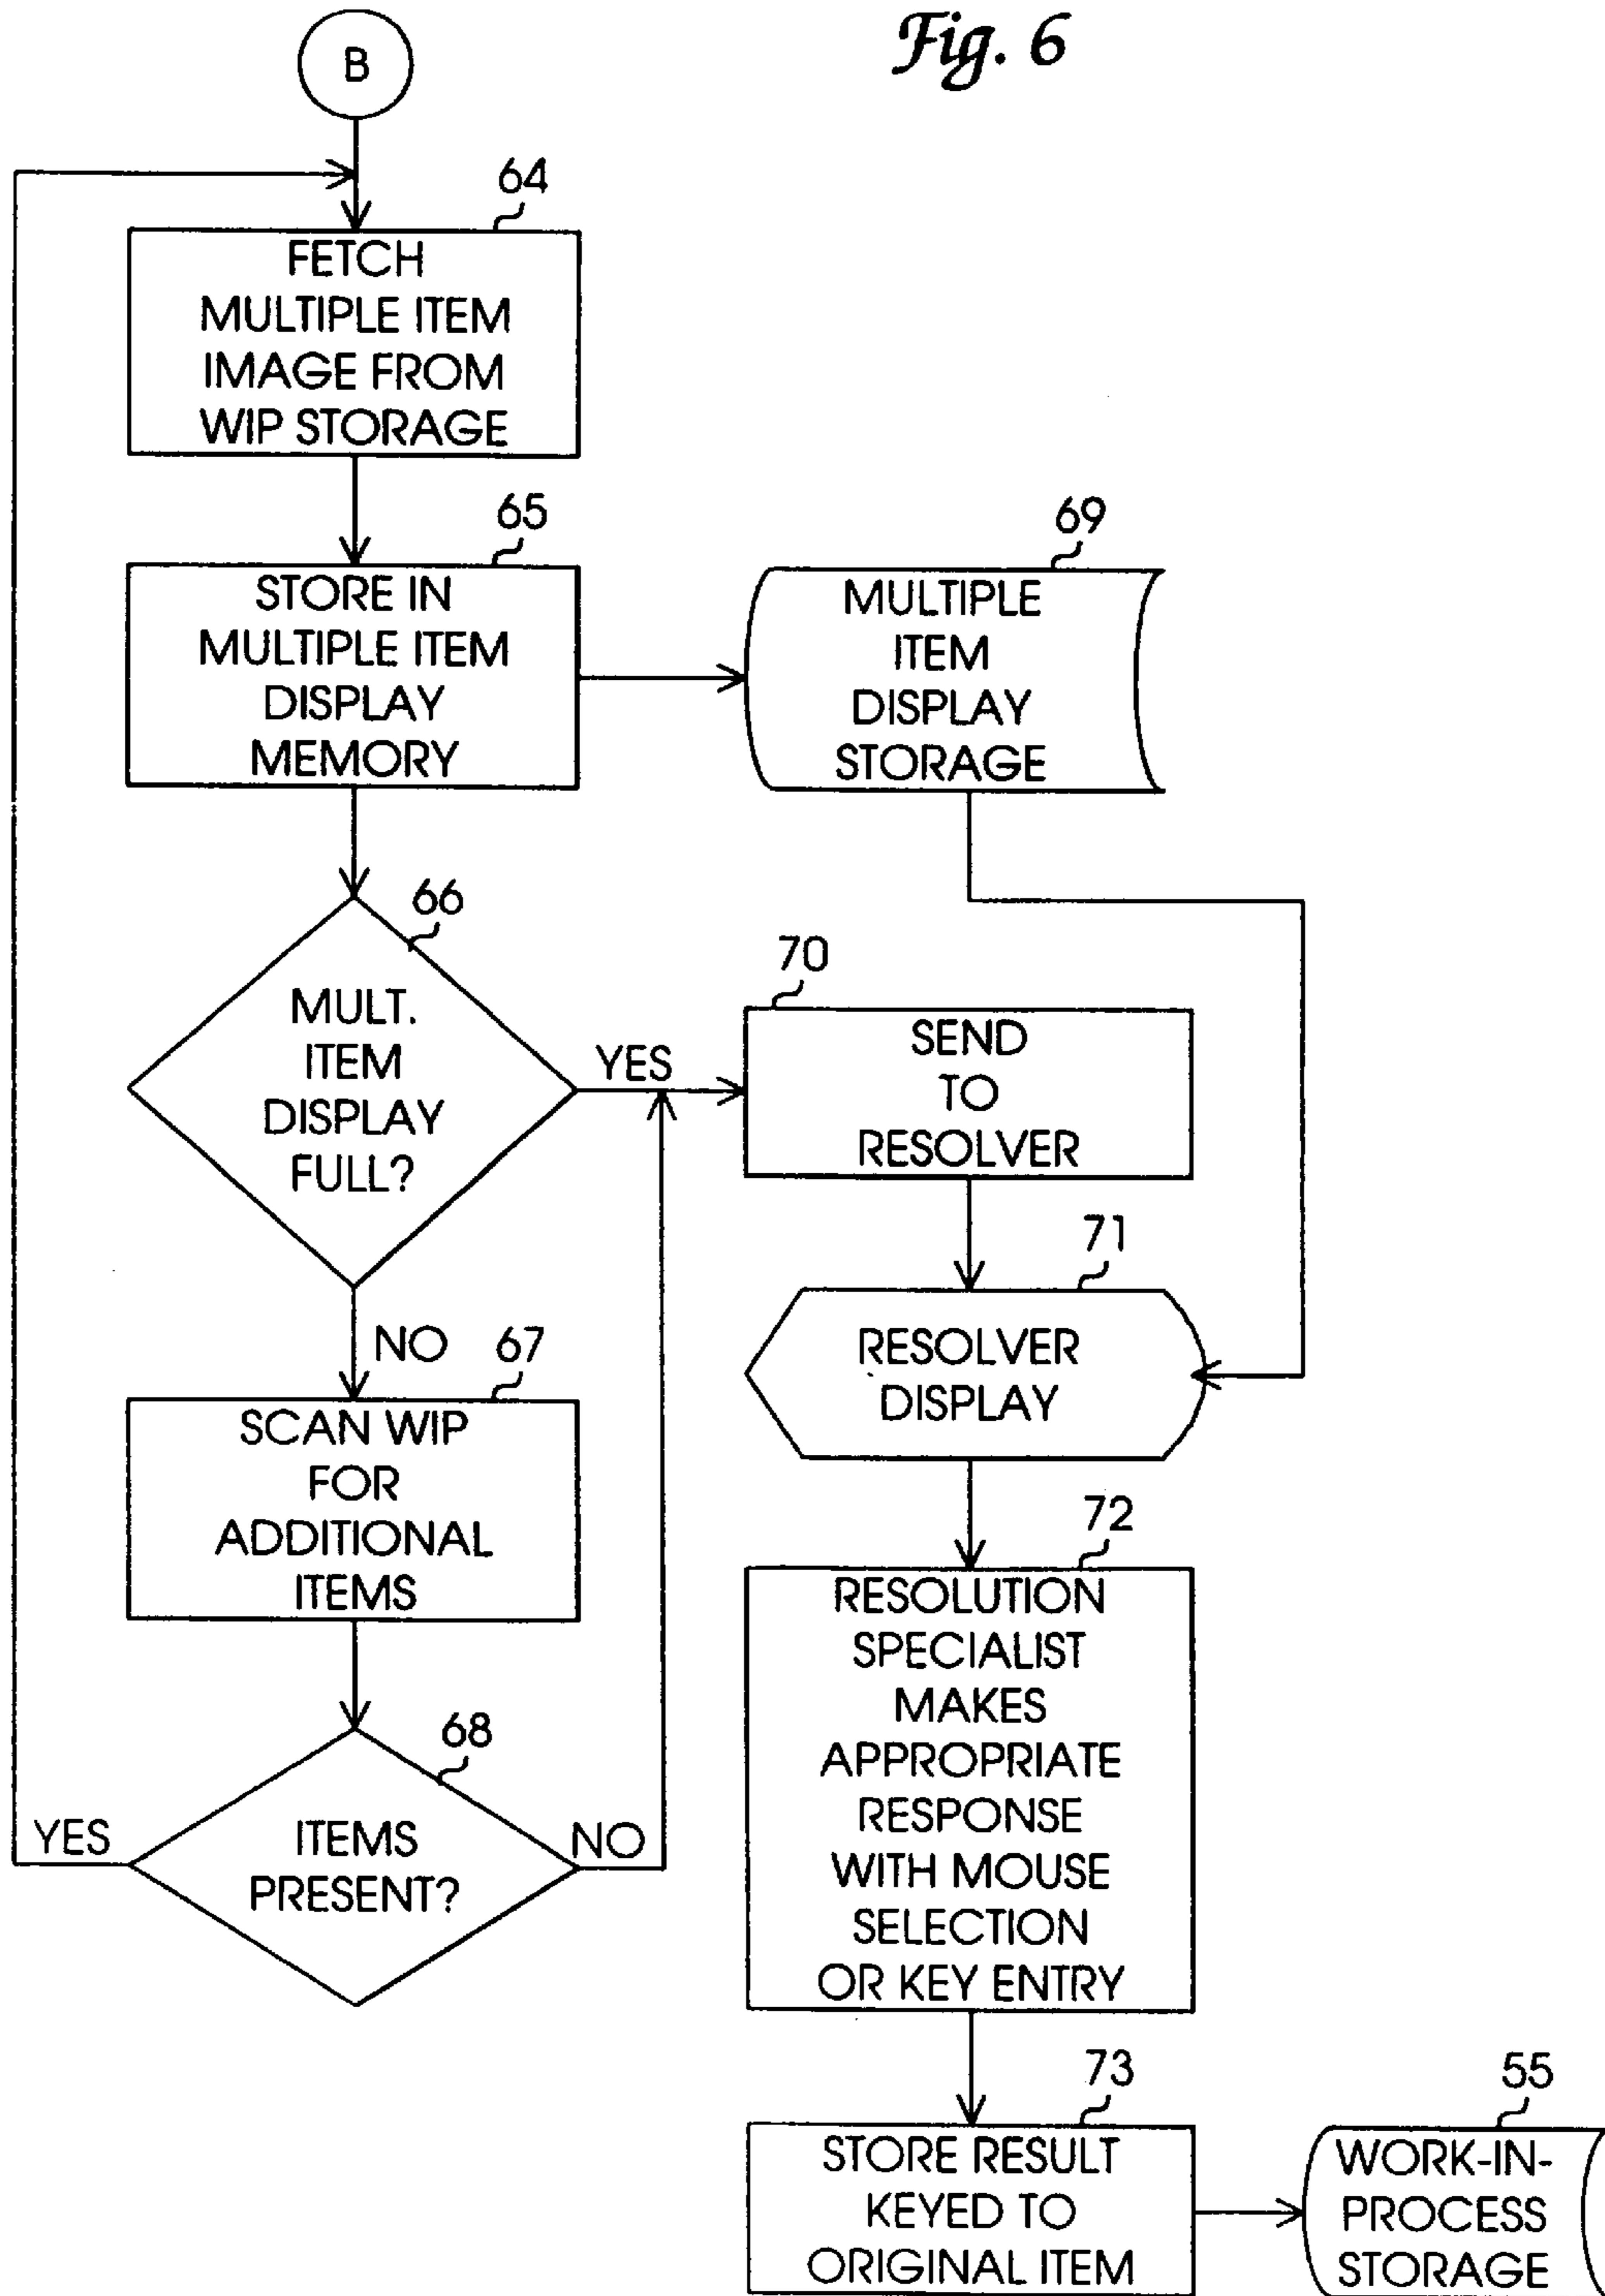 Fig. 6
B
64
FETCH
MULTIPLE ITEM
IMAGE FROM
WIP STORAGE
65
STORE IN
MULTIPLE ITEM
DISPLAY
MEMORY
69
MULTIPLE
ITEM
DISPLAY
STORAGE
66
MULT.
ITEM
DISPLAY
FULL?
YES
NO
70
SEND
TO
RESOLVER
71
RESOLVER
DISPLAY
67
SCAN WIP
FOR
ADDITIONAL
ITEMS
68
ITEMS
PRESENT?
YES
NO
72
RESOLUTION
SPECIALIST
MAKES
APPROPRIATE
RESPONSE
WITH MOUSE
SELECTION
OR KEY ENTRY
73
STORE RESULT
KEYED TO
ORIGINAL ITEM
55
WORK-IN-
PROCESS
STORAGE